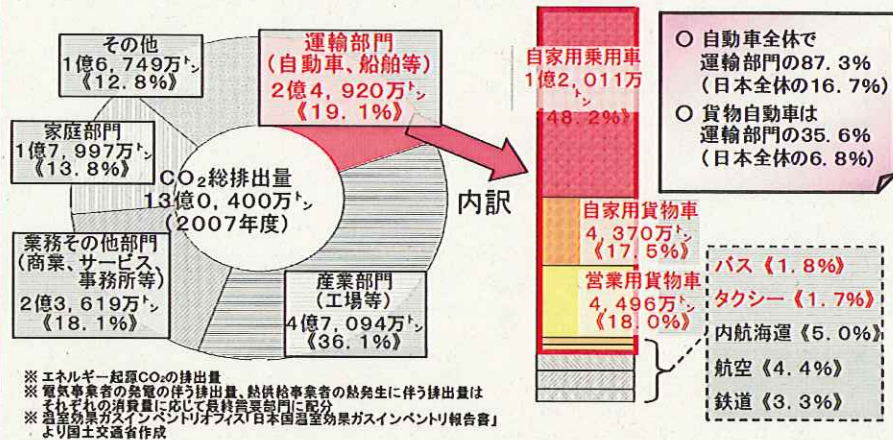 その他
1億6,749万㌧
《12.8%》
運輸部門
(自動車、船舶等)
2億4,920万㌧
《19.1%》
家庭部門
1億7,997万㌧
《13.8%》
CO₂総排出量
13億0,400万㌧
(2007年度)
業務その他部門
(商業、サービス、
事務所等)
2億3,619万㌧
《18.1%》
産業部門
(工場等)
4億7,094万㌧
《36.1%》
内訳
自家用乗用車
1億2,011万
㌧
《48.2%》
自家用貨物車
4,370万㌧
《17.5%》
営業用貨物車
4,496万㌧
《18.0%》
○ 自動車全体で
運輸部門の87.3%
(日本全体の16.7%)
○ 貨物自動車は
運輸部門の35.6%
(日本全体の6.8%)
バス《1.8%》
タクシー《1.7%》
内航海運《5.0%》
航空《4.4%》
鉄道《3.3%》
※ エネルギー起源CO₂の排出量
※ 電気事業者の発電の伴う排出量、熱供給事業者の熱発生に伴う排出量は
それぞれの消費量に応じて最終需要部門に配分
※ 温室効果ガスインベントリオフィス「日本国温室効果ガスインベントリ報告書」
より国土交通省作成